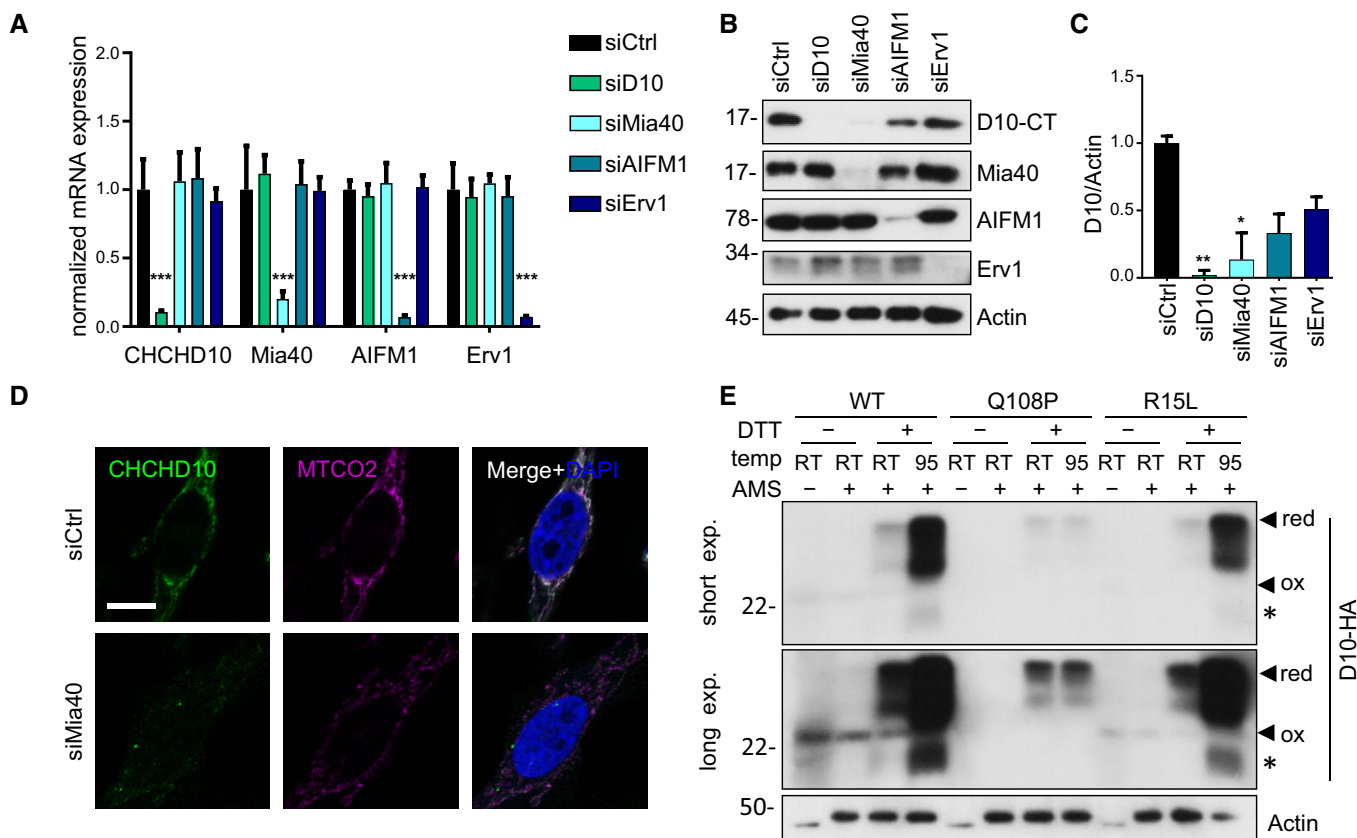 A
normalized mRNA expression
2.0
1.5
1.0
0.5
0.0
*** *** *** ***
CHCHD10 Mia40 AIFM1 Erv1
siCtrl
siD10
siMia40
siAIFM1
siErv1
B
siCtrl siD10 siMia40 siAIFM1 siErv1
17- D10-CT
17- Mia40
78- AIFM1
34- Erv1
45- Actin
C
D10/Actin
1.5
1.0
0.5
0.0
** *
siCtrl siD10 siMia40 siAIFM1 siErv1
D
CHCHD10 MTCO2 Merge+DAPI
siCtrl
siMia40
E
WT Q108P R15L
DTT – + – + – +
temp RT RT RT 95 RT RT RT 95 RT RT RT 95
AMS – + + + – + + + – + + +
short exp.
22-
red
ox
*
long exp.
22-
red
ox
*
D10-HA
50- Actin